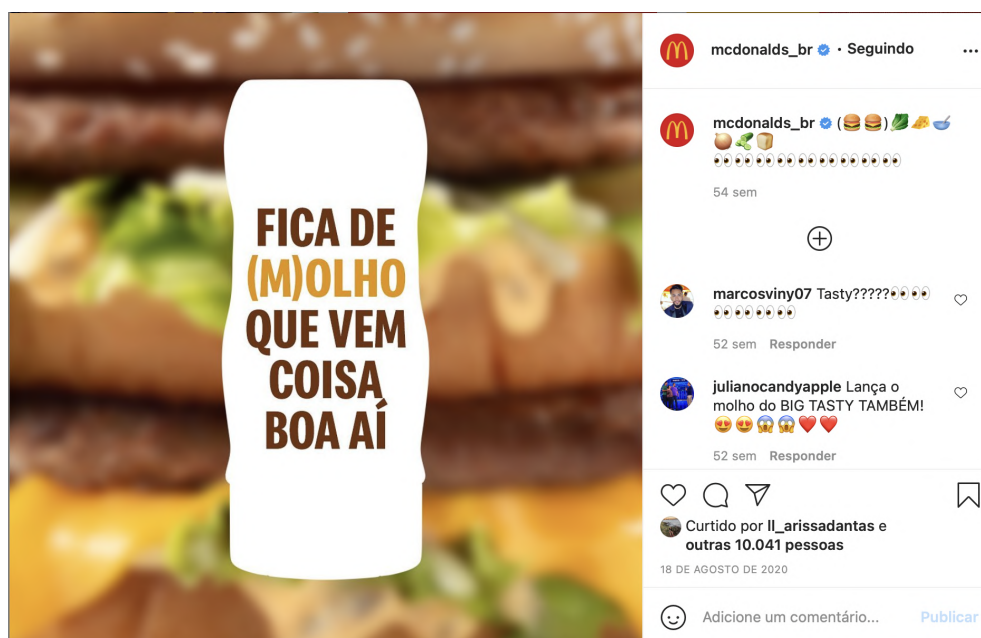 FICA DE
(M)OLHO
QUE VEM
COISA
BOA AÍ
mcdonalds_br • Seguindo
mcdonalds_br (🍔🍔)🥬🧀🥣
🧅🥒🍞
👀👀👀👀👀👀👀👀👀
54 sem
marcosviny07 Tasty?????👀👀
👀👀👀👀
52 sem Responder
julianocandyapple Lança o
molho do BIG TASTY TAMBÉM!
😍😍😱😱❤️❤️
52 sem Responder
Curtido por ll_arissadantas e
outras 10.041 pessoas
18 DE AGOSTO DE 2020
Adicione um comentário... Publicar